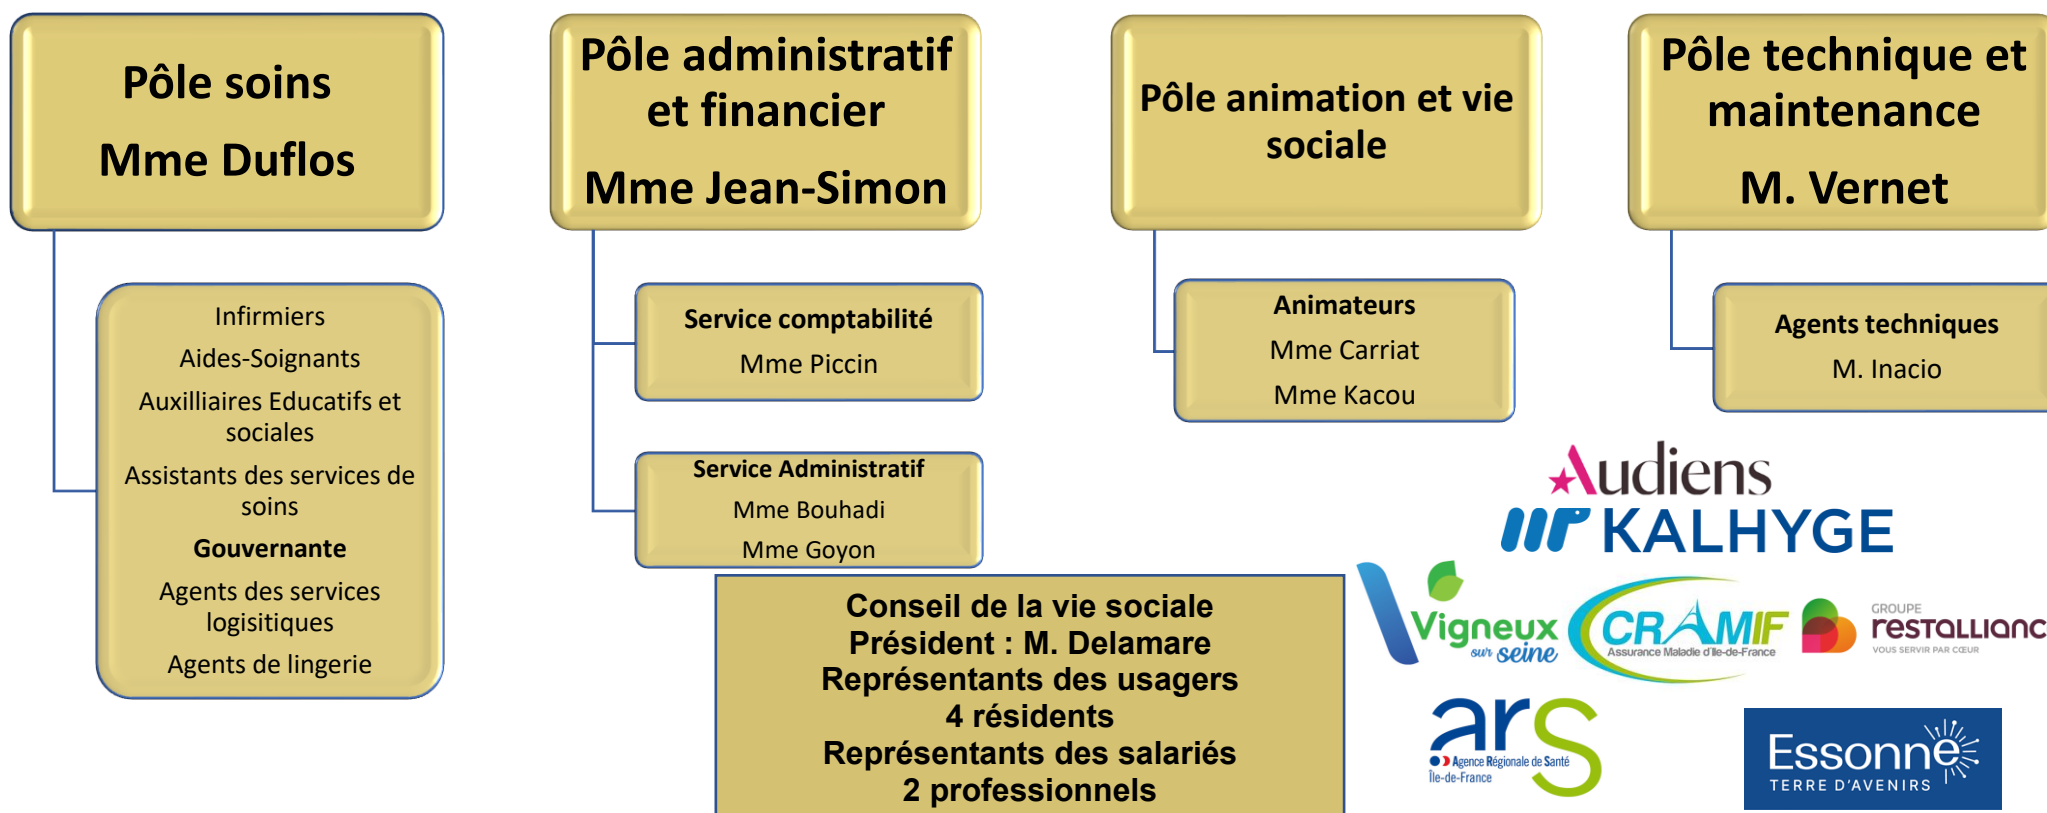 Pôle soins
Mme Duflos
Infirmiers
Aides-Soignants
Auxilliaires Educatifs et
sociales
Assistants des services de
soins
Gouvernante
Agents des services
logisitiques
Agents de lingerie
Pôle administratif
et financier
Mme Jean-Simon
Service comptabilité
Mme Piccin
Service Administratif
Mme Bouhadi
Mme Goyon
Pôle animation et vie
sociale
Animateurs
Mme Carriat
Mme Kacou
Pôle technique et
maintenance
M. Vernet
Agents techniques
M. Inacio
Conseil de la vie sociale
Président : M. Delamare
Représentants des usagers
4 résidents
Représentants des salariés
2 professionnels
Audiens
KALHYGE
Vigneux
sur seine
CRAMIF
Assurance Maladie d'Ile-de-France
GROUPE
restallianc
VOUS SERVIR PAR CŒUR
ars
Agence Régionale de Santé
Île-de-France
Essonne
TERRE D'AVENIRS